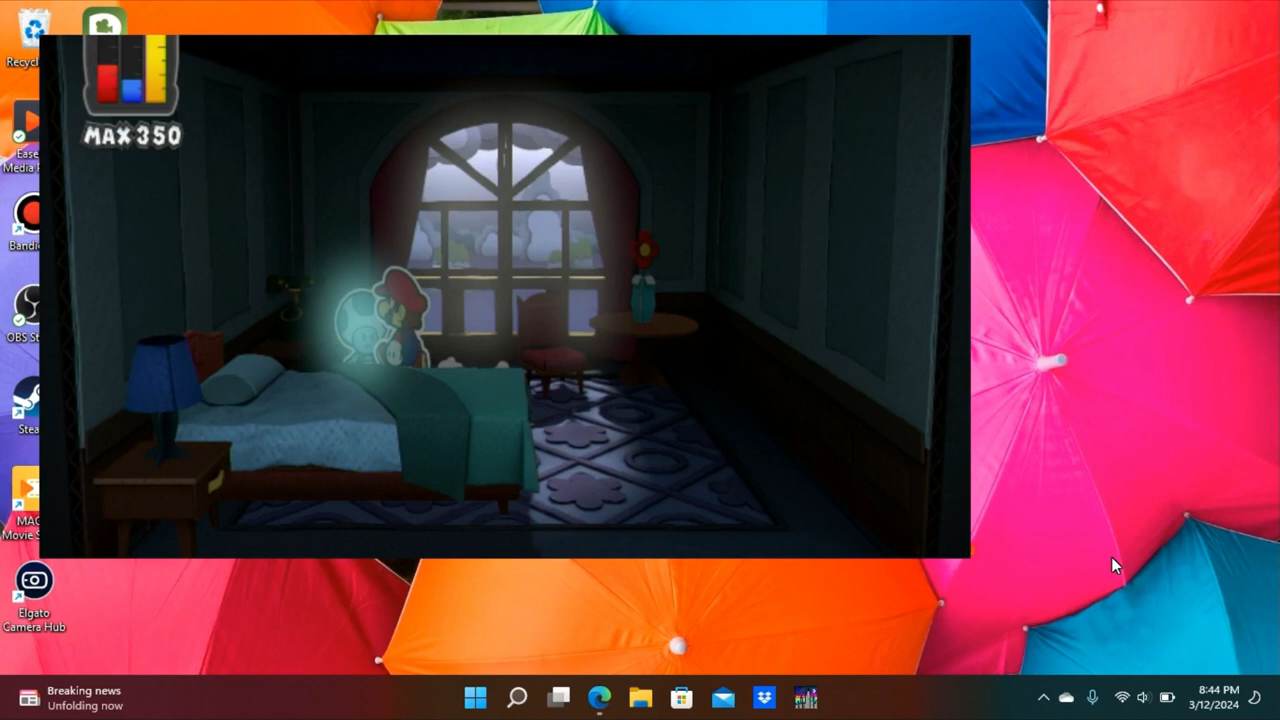 MAX 350
Recycl
Ease
Media P
Bandi
OBS St
Stea
MAG
Movie S
Elgato
Camera Hub
Breaking news
Unfolding now
8:44 PM
3/12/2024